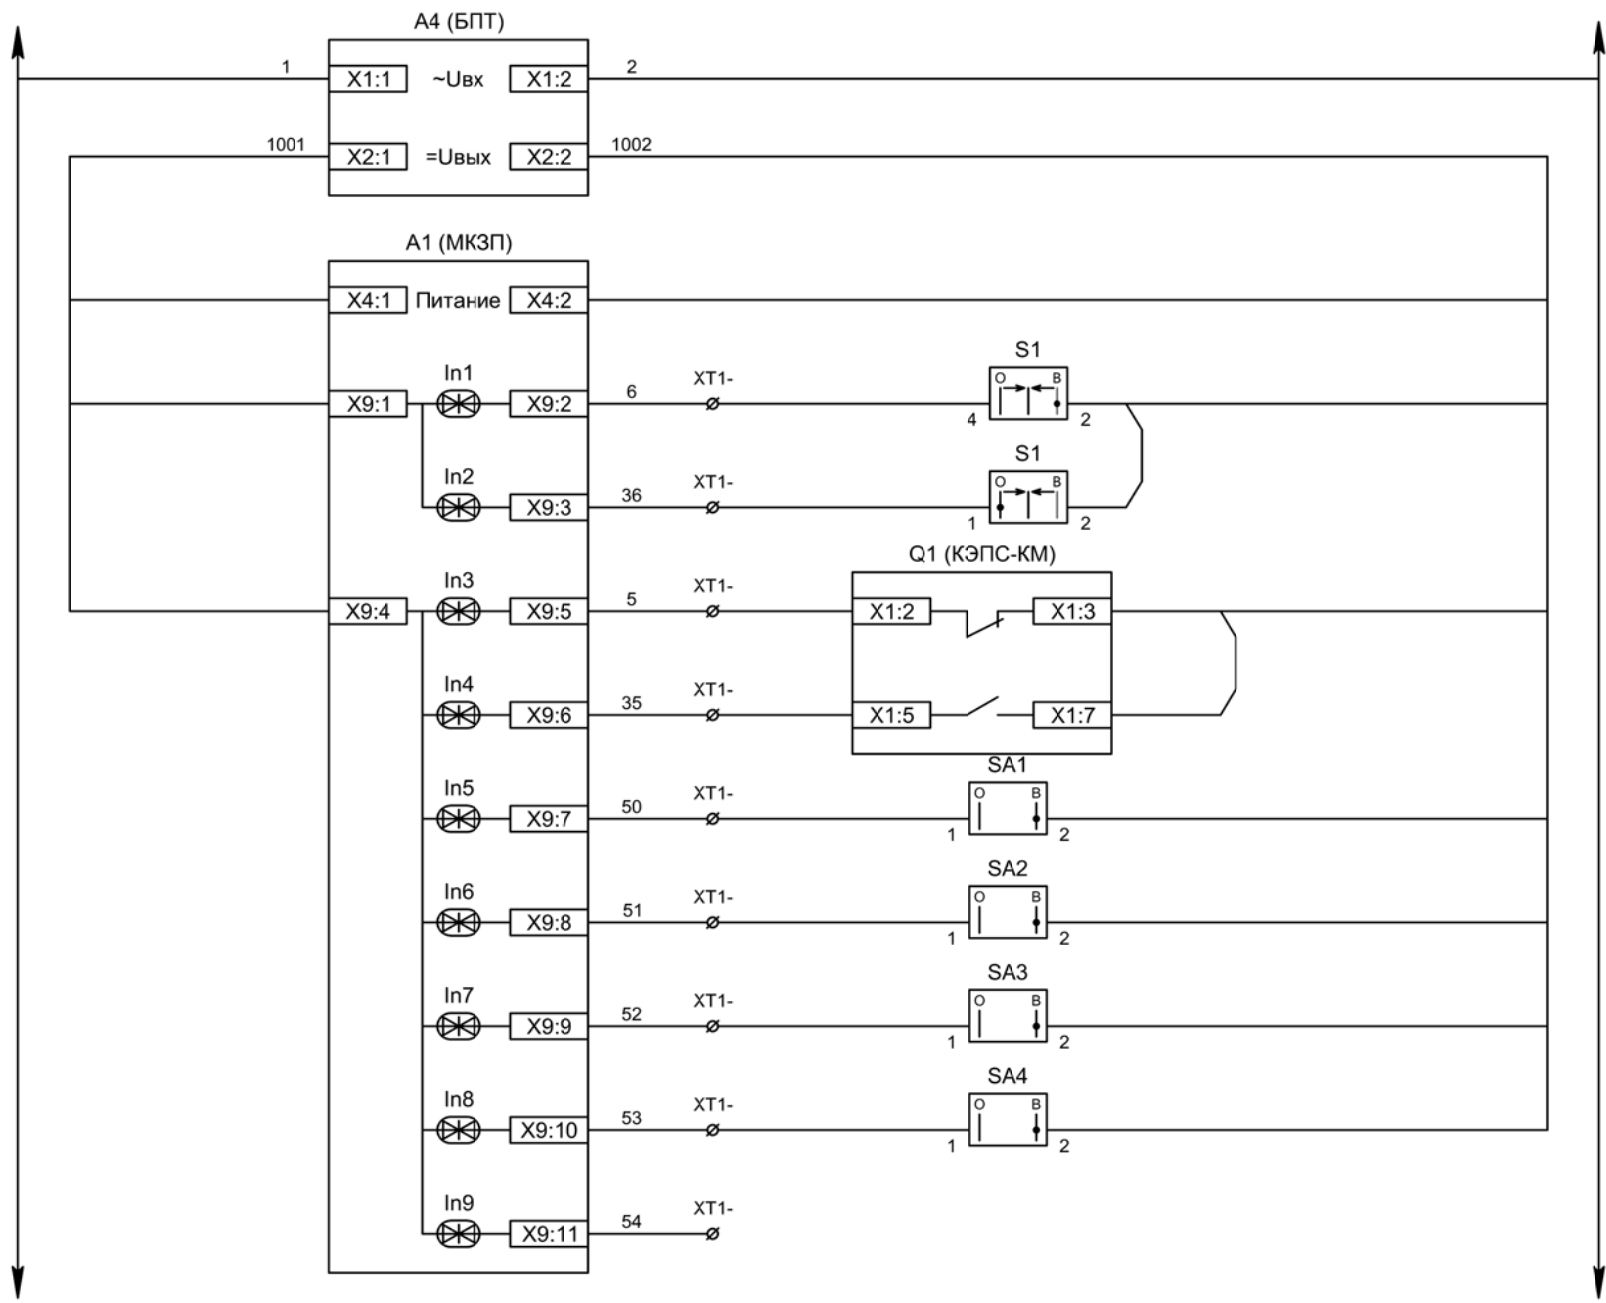 A4 (БПТ)
1 X1:1 ~Uвх X1:2 2
1001 X2:1 =Uвых X2:2 1002
A1 (МКЗП)
X4:1 Питание X4:2
S1
In1 XT1- O B
X9:1 X9:2 6 4 2
S1
In2 XT1- O B
X9:3 36 1 2
Q1 (КЭПС-КМ)
In3 XT1-
X9:4 X9:5 5 X1:2 X1:3
In4 XT1-
X9:6 35 X1:5 X1:7
SA1
In5 XT1- O B
X9:7 50 1 2
SA2
In6 XT1- O B
X9:8 51 1 2
SA3
In7 XT1- O B
X9:9 52 1 2
SA4
In8 XT1- O B
X9:10 53 1 2
In9 XT1-
X9:11 54